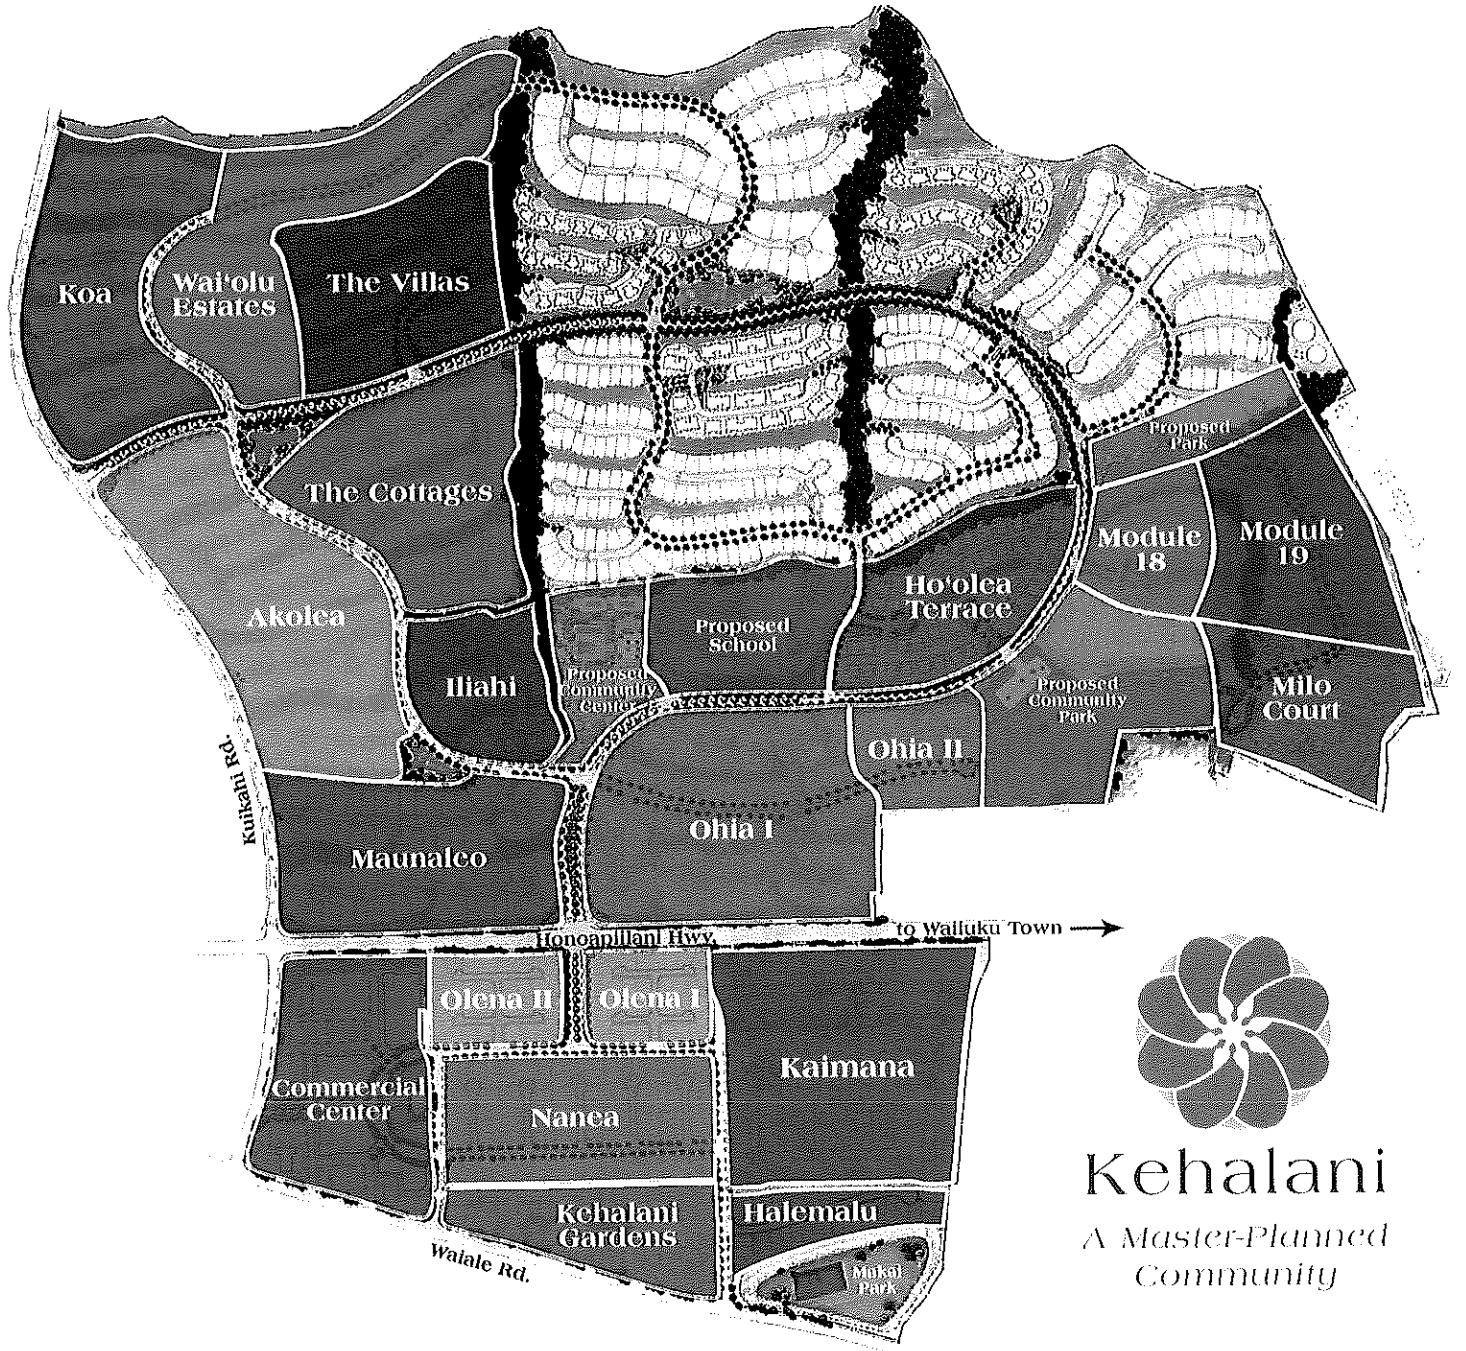 Koa
Wai'olu
Estates
The Villas
Proposed
Park
The Cottages
Module
18
Module
19
Akolea
Ho'olea
Terrace
Proposed
School
Iliahi
Proposed
Community
Center
Proposed
Community
Park
Milo
Court
Ohia II
Kuikahi Rd.
Ohia I
Maunaleo
Honoapiilani Hwy.
to Wailuku Town
Olena II
Olena I
Kaimana
Commercial
Center
Nanea
Kehalani
Gardens
Halemalu
Makai
Park
Waiale Rd.
Kehalani
A Master-Planned
Community